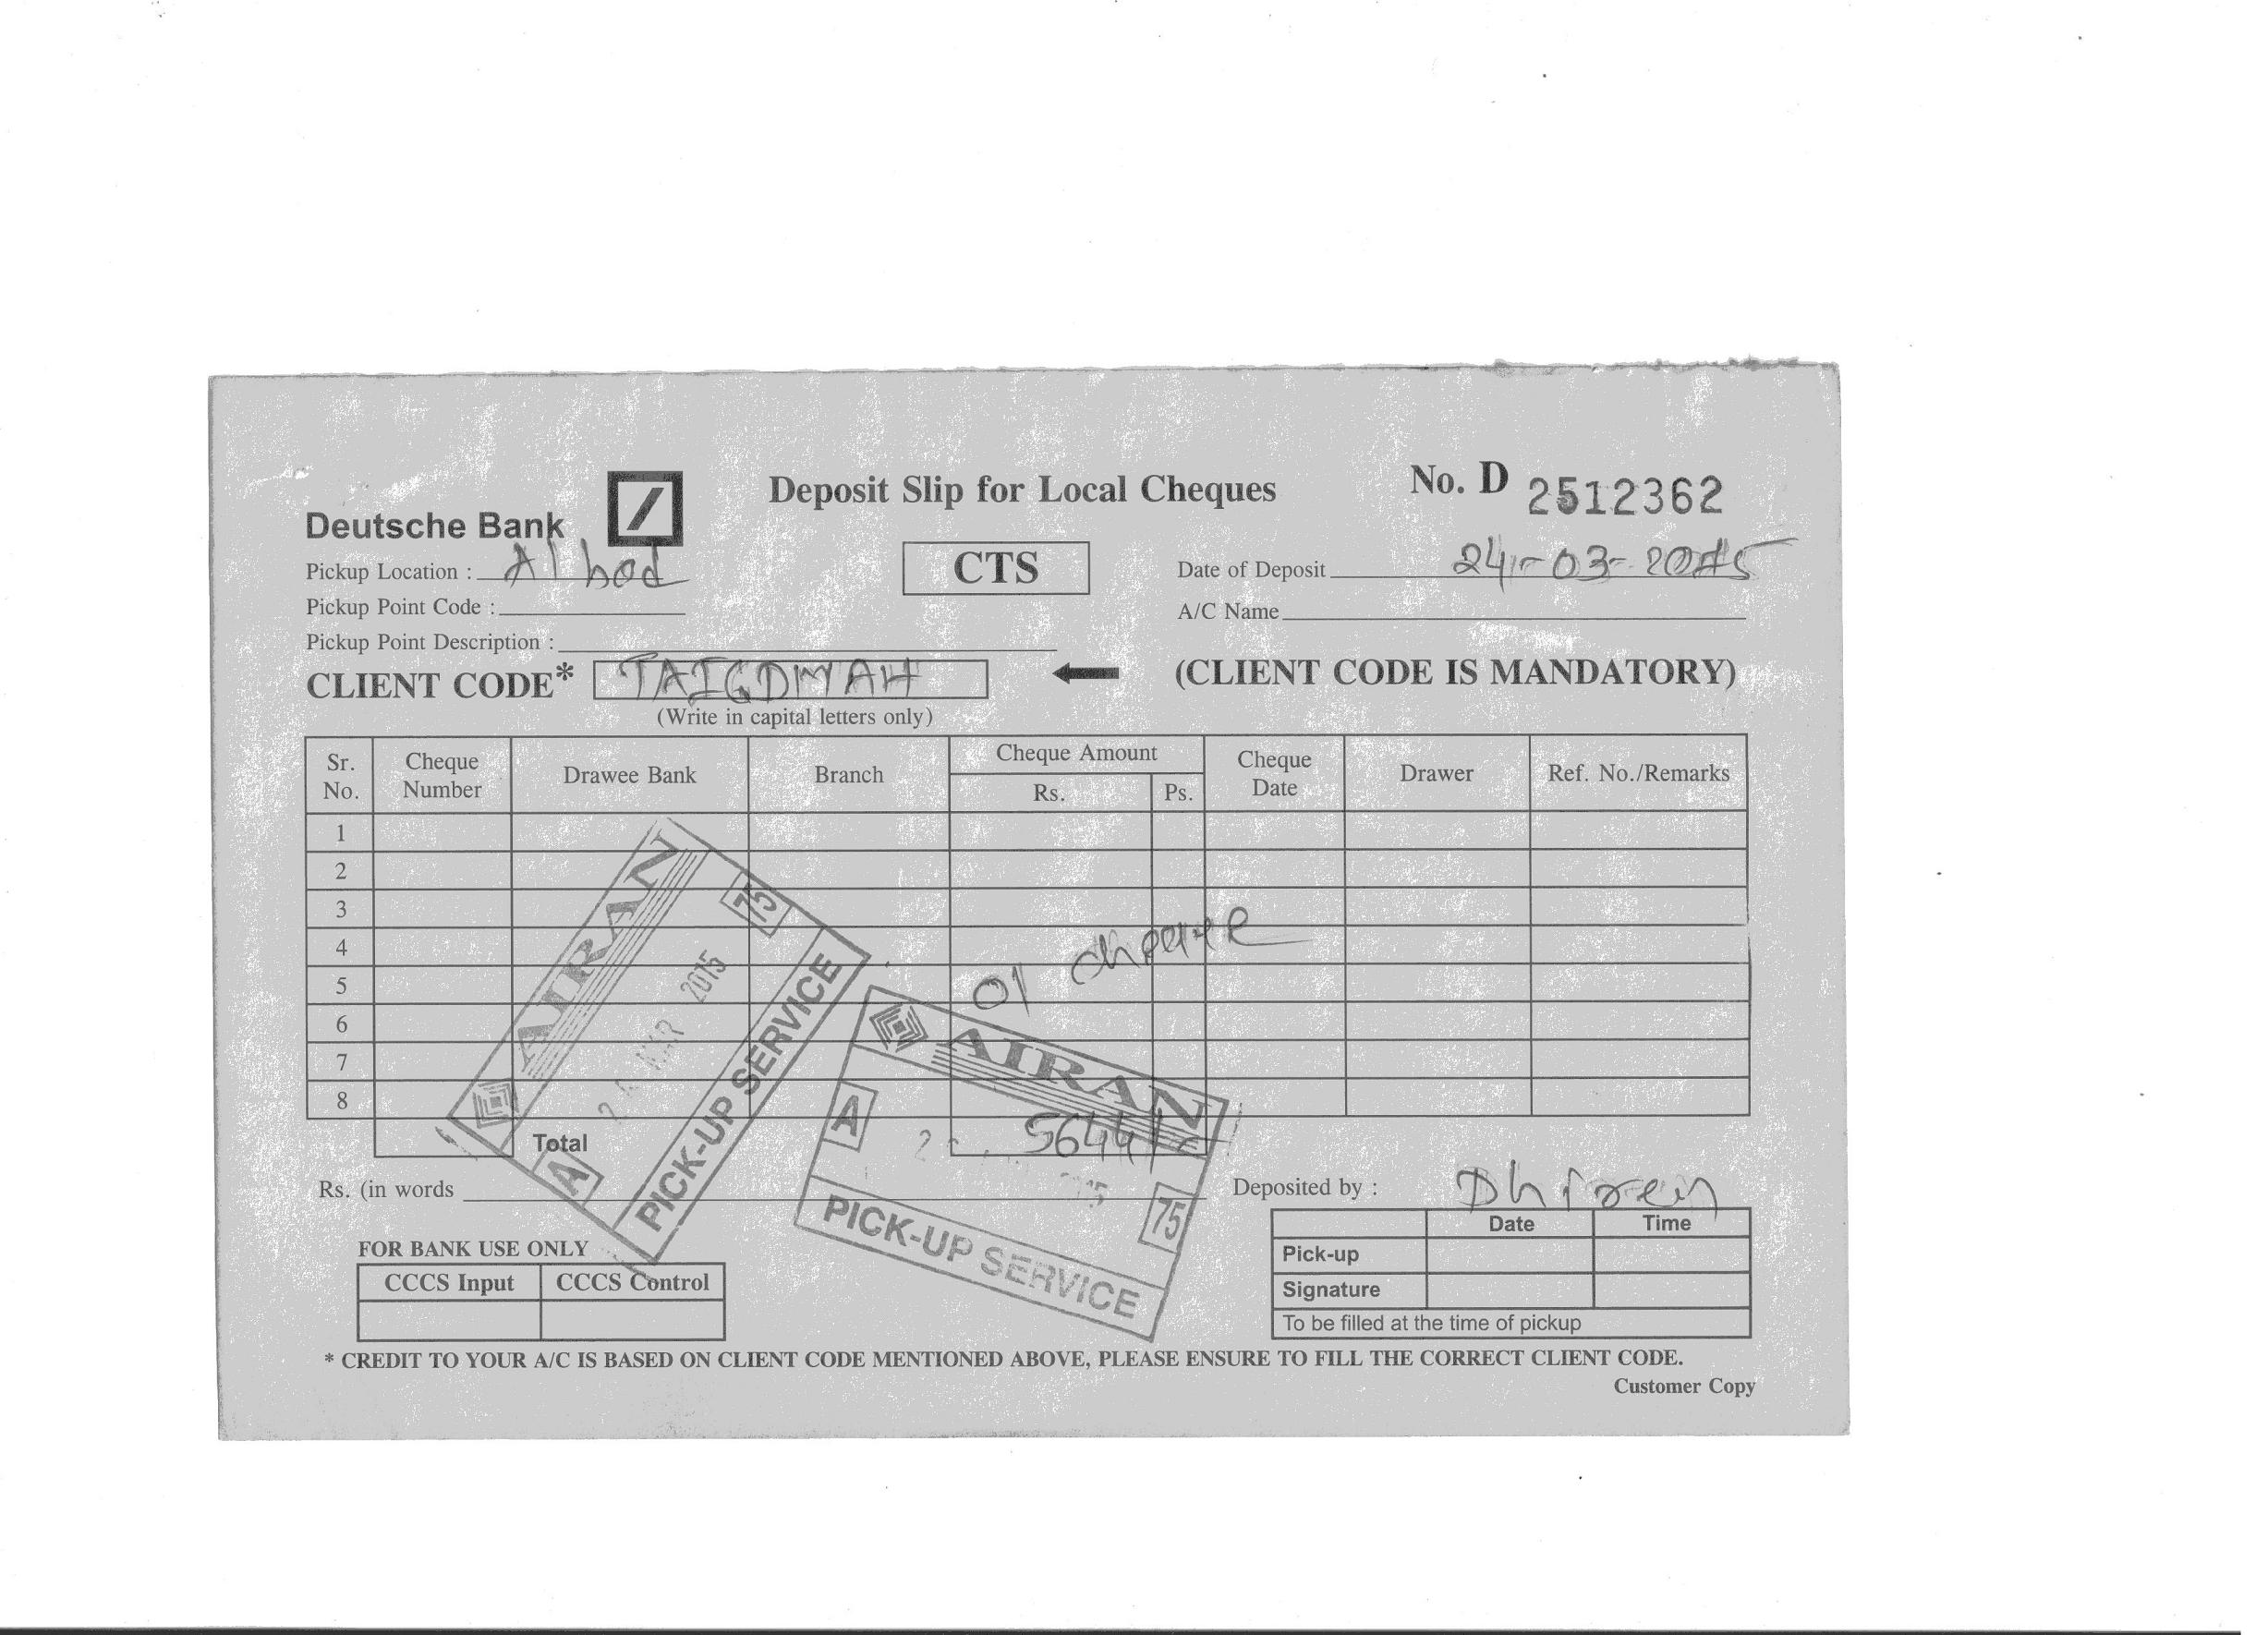 Deutsche Bank
Deposit Slip for Local Cheques
No. D 2512362
Pickup Location : A'bad
CTS
Date of Deposit 24-03-2015
Pickup Point Code :
A/C Name
Pickup Point Description :
CLIENT CODE* TAIGDMAH
(CLIENT CODE IS MANDATORY)
(Write in capital letters only)
Sr. No. Cheque Number Drawee Bank Branch Cheque Amount Rs. Ps. Cheque Date Drawer Ref. No./Remarks
1
2
3
4
5
6
7
8
01 cheque
AIRAN
75
24 MAR 2015
A
PICK-UP SERVICE
AIRAN
A
2015
75
PICK-UP SERVICE
Total 56441/-
Rs. (in words
Deposited by :
Date Time
Pick-up
Signature
To be filled at the time of pickup
FOR BANK USE ONLY
CCCS Input CCCS Control
* CREDIT TO YOUR A/C IS BASED ON CLIENT CODE MENTIONED ABOVE, PLEASE ENSURE TO FILL THE CORRECT CLIENT CODE.
Customer Copy